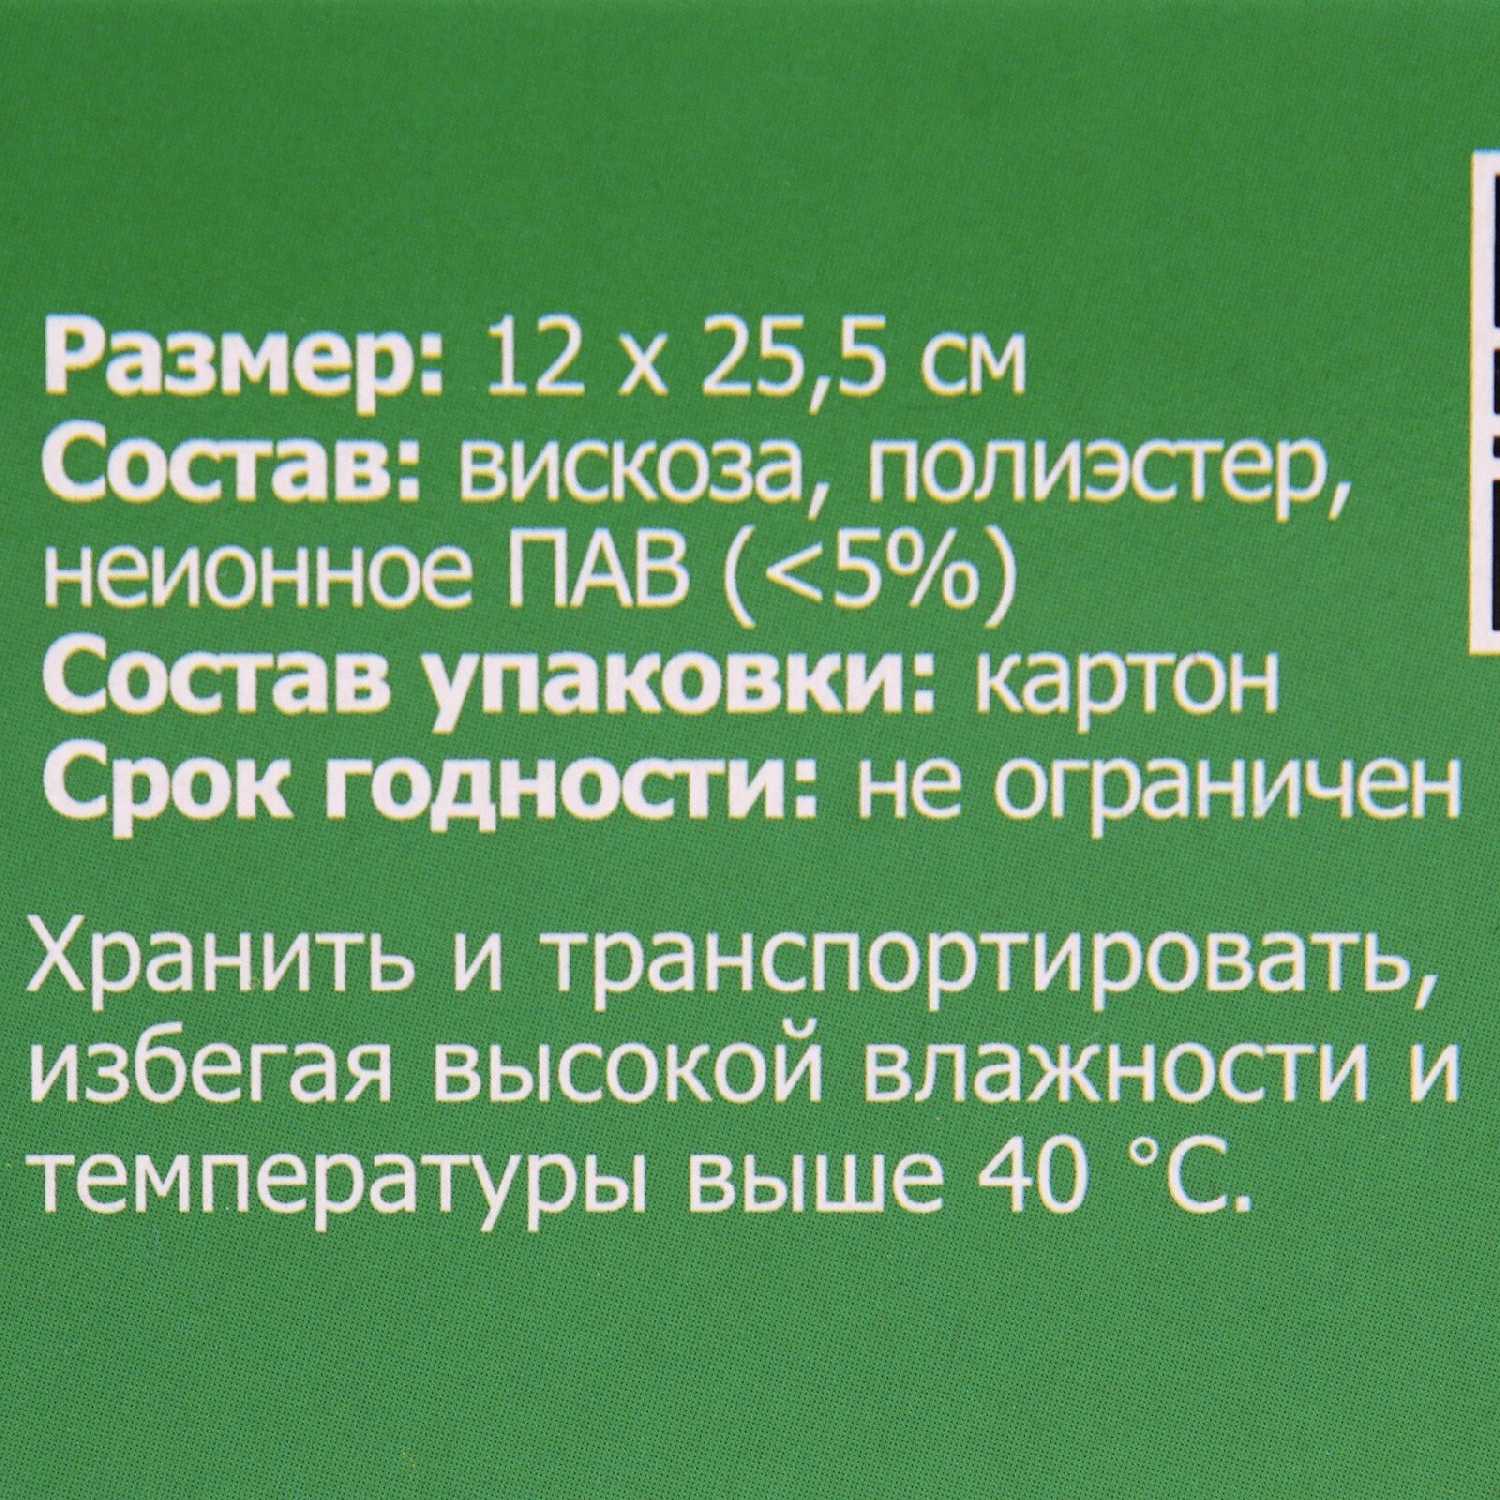 Размер: 12 х 25,5 см
Состав: вискоза, полиэстер,
неионное ПАВ (<5%)
Состав упаковки: картон
Срок годности: не ограничен
Хранить и транспортировать,
избегая высокой влажности и
температуры выше 40 °С.